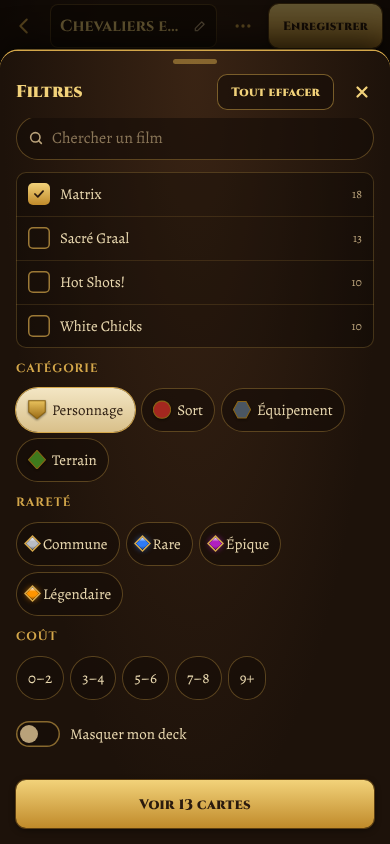 Chevaliers e...
Enregistrer
Filtres
Tout effacer
Chercher un film
Matrix 18
Sacré Graal 13
Hot Shots! 10
White Chicks 10
CATÉGORIE
Personnage Sort Équipement
Terrain
RARETÉ
Commune Rare Épique
Légendaire
COÛT
0–2 3–4 5–6 7–8 9+
Masquer mon deck
Voir 13 cartes